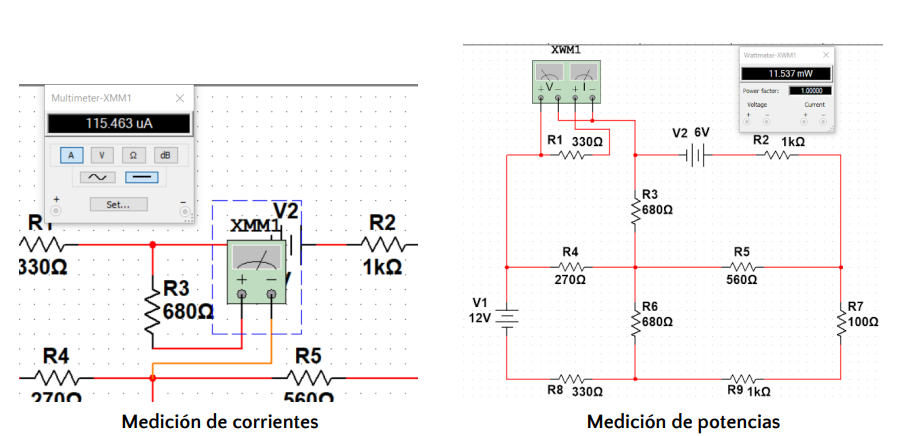 Multimeter-XMM1
115.463 uA
A V Ω dB
+ Set... -
R1 330Ω
XMM1
V2
R2
1kΩ
+ -
R3
680Ω
R4
270Ω
R5
560Ω
Medición de corrientes
XWM1
+ V - + I -
Wattmeter-XWM1
11.537 mW
Power factor: 1.00000
Voltage Current
+ - + -
R1 330Ω
V2 6V
R2 1kΩ
R3
680Ω
R4
270Ω
R5
560Ω
V1
12V
R6
680Ω
R7
100Ω
R8 330Ω
R9 1kΩ
Medición de potencias